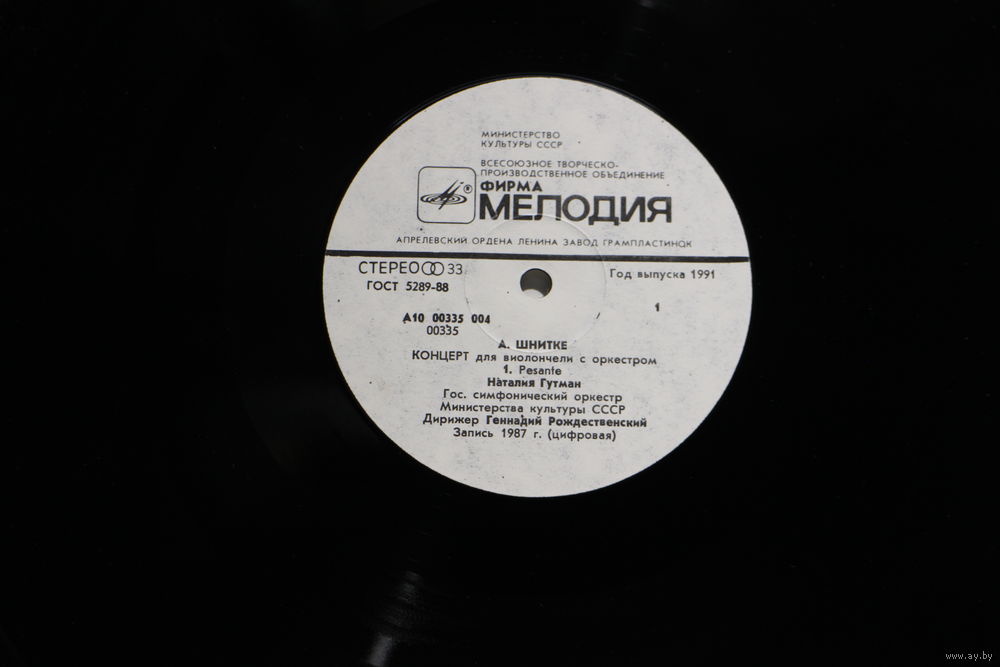 МИНИСТЕРСТВО
КУЛЬТУРЫ СССР
ВСЕСОЮЗНОЕ ТВОРЧЕСКО-
ПРОИЗВОДСТВЕННОЕ ОБЪЕДИНЕНИЕ
®
ФИРМА
МЕЛОДИЯ
АПРЕЛЕВСКИЙ ОРДЕНА ЛЕНИНА ЗАВОД ГРАМПЛАСТИНОК
СТЕРЕО 33
Год выпуска 1991
ГОСТ 5289-88
1
А10 00335 004
00335
А. ШНИТКЕ
КОНЦЕРТ для виолончели с оркестром
1. Pesante
Наталия Гутман
Гос. симфонический оркестр
Министерства культуры СССР
Дирижер Геннадий Рождественский
Запись 1987 г. (цифровая)
www.ay.by